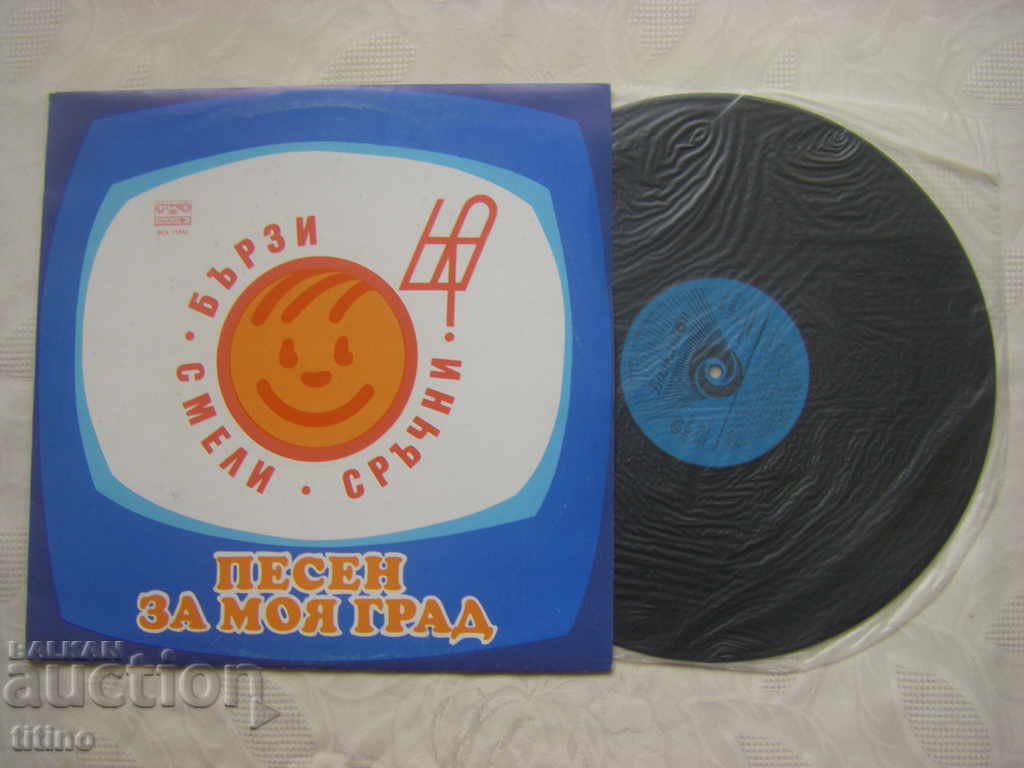 БЪРЗИ
· СМЕЛИ · СРЪЧНИ ·
ПЕСЕН
ЗА МОЯ ГРАД
BALKAN
auction
titino